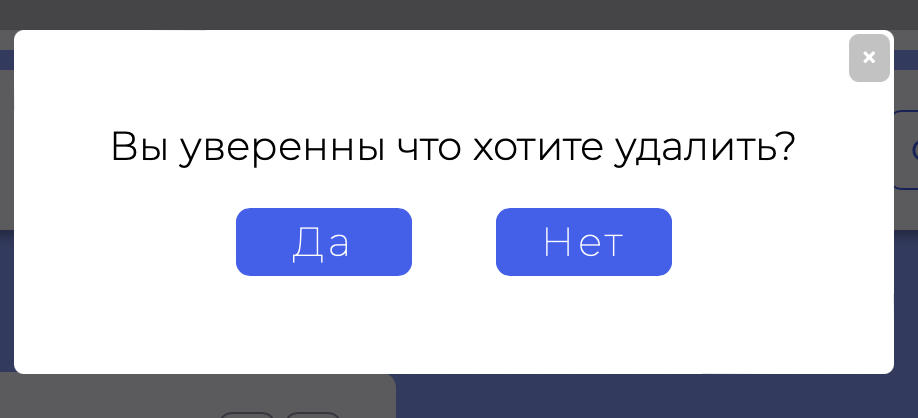 ×
Вы уверенны что хотите удалить?
Да Нет